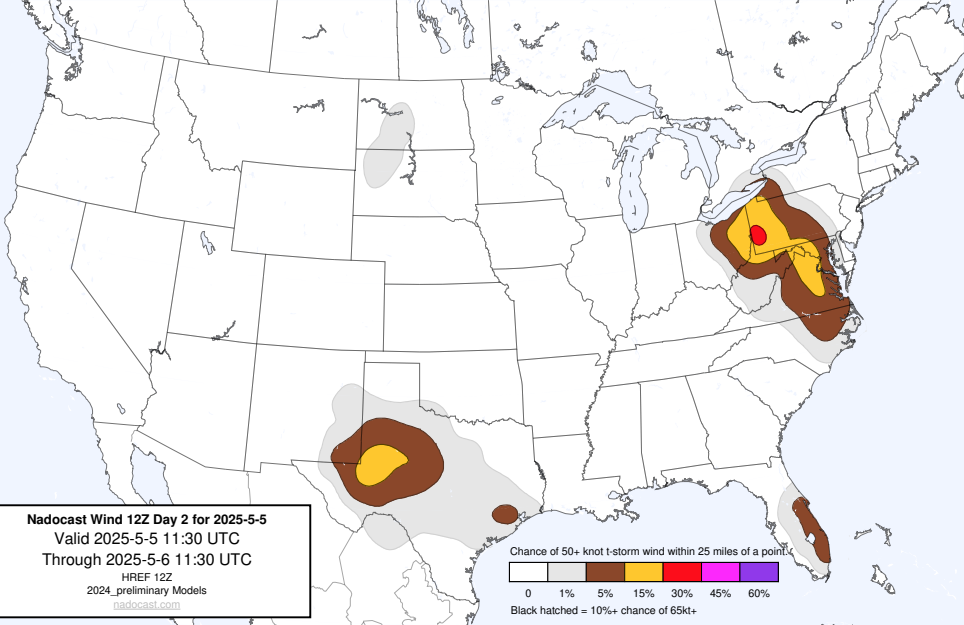 Nadocast Wind 12Z Day 2 for 2025-5-5
Valid 2025-5-5 11:30 UTC
Through 2025-5-6 11:30 UTC
HREF 12Z
2024_preliminary Models
nadocast.com
Chance of 50+ knot t-storm wind within 25 miles of a point.
0 1% 5% 15% 30% 45% 60%
Black hatched = 10%+ chance of 65kt+